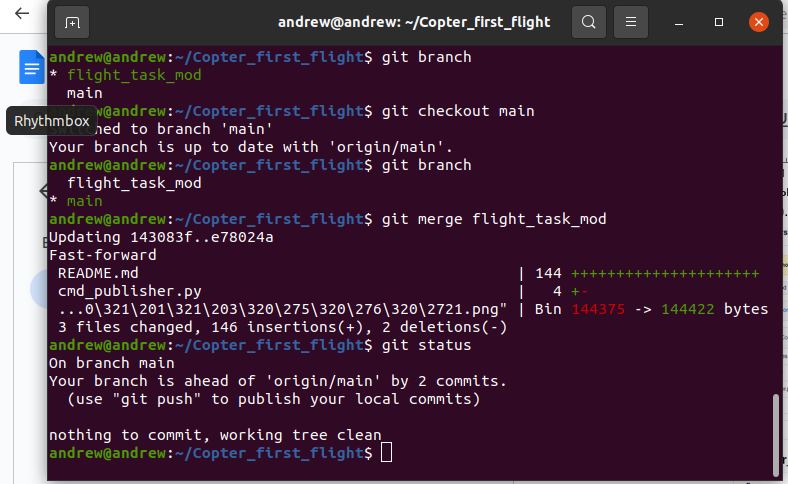 andrew@andrew: ~/Copter_first_flight
andrew@andrew:~/Copter_first_flight$ git branch
* flight_task_mod
main
andrew@andrew:~/Copter_first_flight$ git checkout main
Rhythmbox
Switched to branch 'main'
Your branch is up to date with 'origin/main'.
andrew@andrew:~/Copter_first_flight$ git branch
flight_task_mod
* main
andrew@andrew:~/Copter_first_flight$ git merge flight_task_mod
Updating 143083f..e78024a
Fast-forward
README.md | 144 +++++++++++++++++++++
cmd_publisher.py | 4 +-
...0\321\201\321\203\320\275\320\276\320\2721.png" | Bin 144375 -> 144422 bytes
3 files changed, 146 insertions(+), 2 deletions(-)
andrew@andrew:~/Copter_first_flight$ git status
On branch main
Your branch is ahead of 'origin/main' by 2 commits.
(use "git push" to publish your local commits)
nothing to commit, working tree clean
andrew@andrew:~/Copter_first_flight$